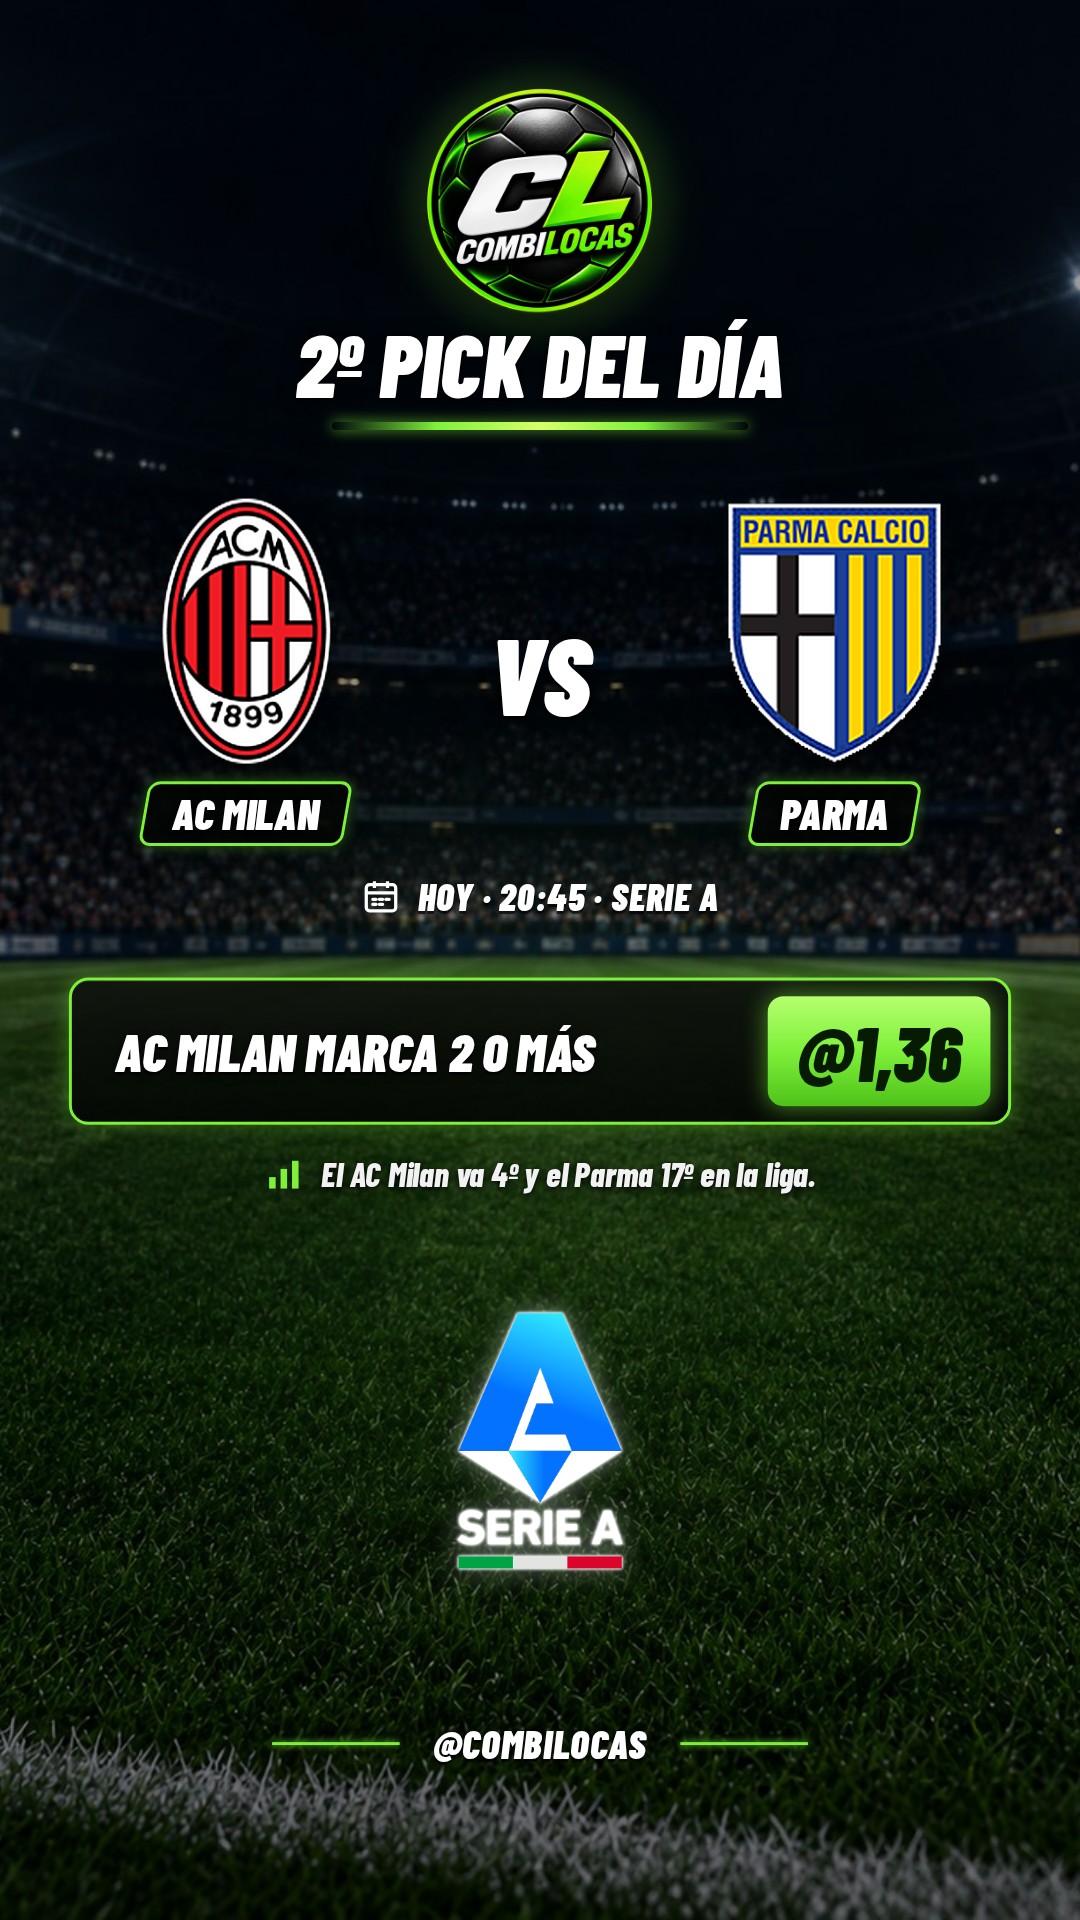 CL
COMBILOCAS
2º PICK DEL DÍA
ACM
1899
PARMA CALCIO
VS
AC MILAN
PARMA
HOY · 20:45 · SERIE A
AC MILAN MARCA 2 O MÁS
@1,36
El AC Milan va 4º y el Parma 17º en la liga.
SERIE A
@COMBILOCAS